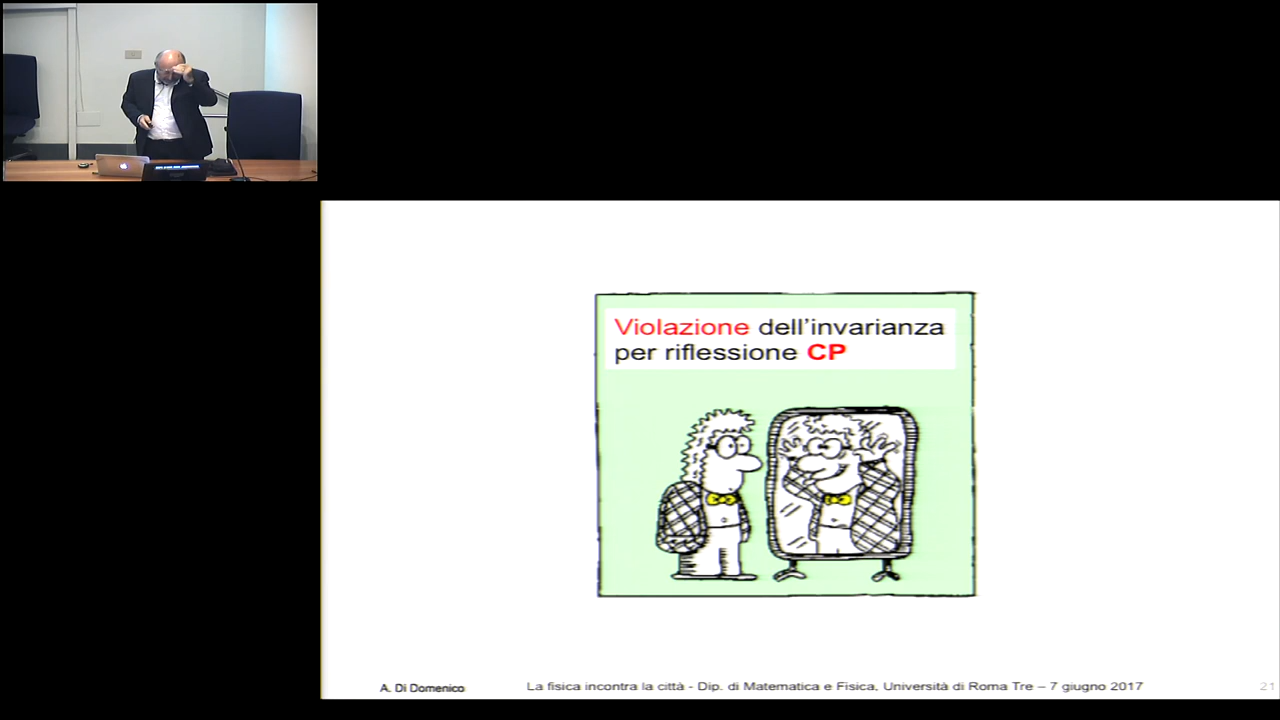 Violazione dell'invarianza
per riflessione CP
A. Di Domenico
La fisica incontra la città - Dip. di Matematica e Fisica, Università di Roma Tre – 7 giugno 2017
21